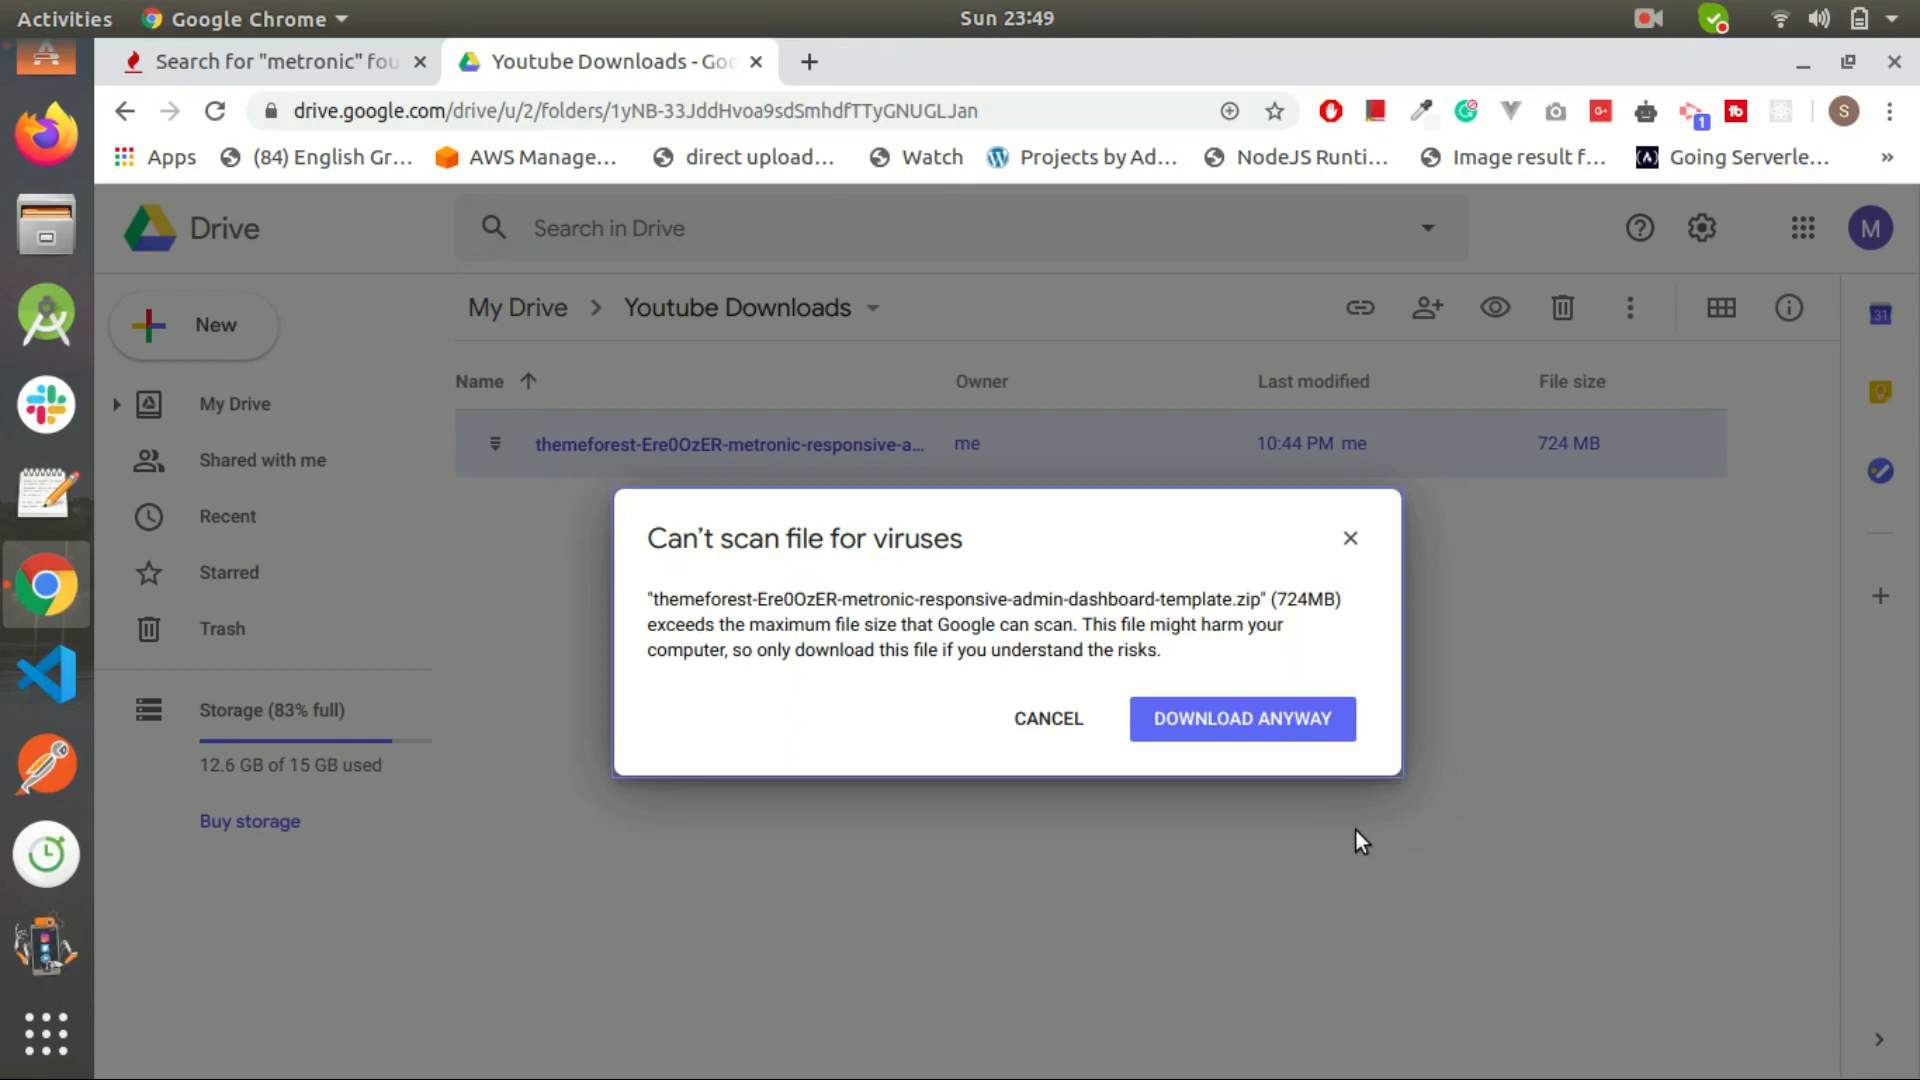 Activities Google Chrome Sun 23:49
Search for "metronic" fou Youtube Downloads - Goo
drive.google.com/drive/u/2/folders/1yNB-33JddHvoa9sdSmhdfTTyGNUGLJan
S
Apps (84) English Gr... AWS Manage... direct upload... Watch Projects by Ad... NodeJS Runti... Image result f... Going Serverle... »
Drive Search in Drive M
New
My Drive > Youtube Downloads
Name Owner Last modified File size
themeforest-Ere0OzER-metronic-responsive-a... me 10:44 PM me 724 MB
My Drive
Shared with me
Recent
Starred
Trash
Storage (83% full)
12.6 GB of 15 GB used
Buy storage
Can't scan file for viruses
"themeforest-Ere0OzER-metronic-responsive-admin-dashboard-template.zip" (724MB)
exceeds the maximum file size that Google can scan. This file might harm your
computer, so only download this file if you understand the risks.
CANCEL DOWNLOAD ANYWAY
31